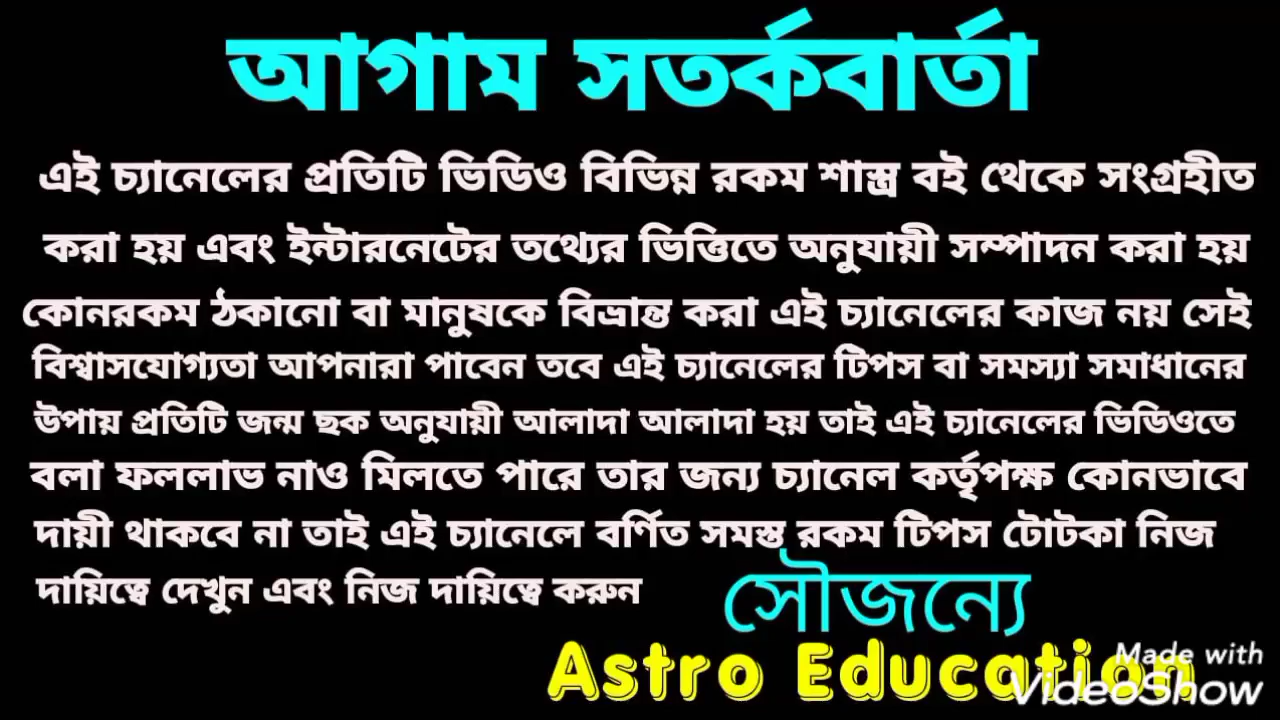 আগাম সতর্কবার্তা
এই চ্যানেলের প্রতিটি ভিডিও বিভিন্ন রকম শাস্ত্র বই থেকে সংগ্রহীত
করা হয় এবং ইন্টারনেটের তথ্যের ভিত্তিতে অনুযায়ী সম্পাদন করা হয়
কোনরকম ঠকানো বা মানুষকে বিভ্রান্ত করা এই চ্যানেলের কাজ নয় সেই
বিশ্বাসযোগ্যতা আপনারা পাবেন তবে এই চ্যানেলের টিপস বা সমস্যা সমাধানের
উপায় প্রতিটি জন্ম ছক অনুযায়ী আলাদা আলাদা হয় তাই এই চ্যানেলের ভিডিওতে
বলা ফললাভ নাও মিলতে পারে তার জন্য চ্যানেল কর্তৃপক্ষ কোনভাবে
দায়ী থাকবে না তাই এই চ্যানেলে বর্ণিত সমস্ত রকম টিপস টোটকা নিজ
দায়িত্বে দেখুন এবং নিজ দায়িত্বে করুন
সৌজন্যে
Astro Education
Made with
VideoShow